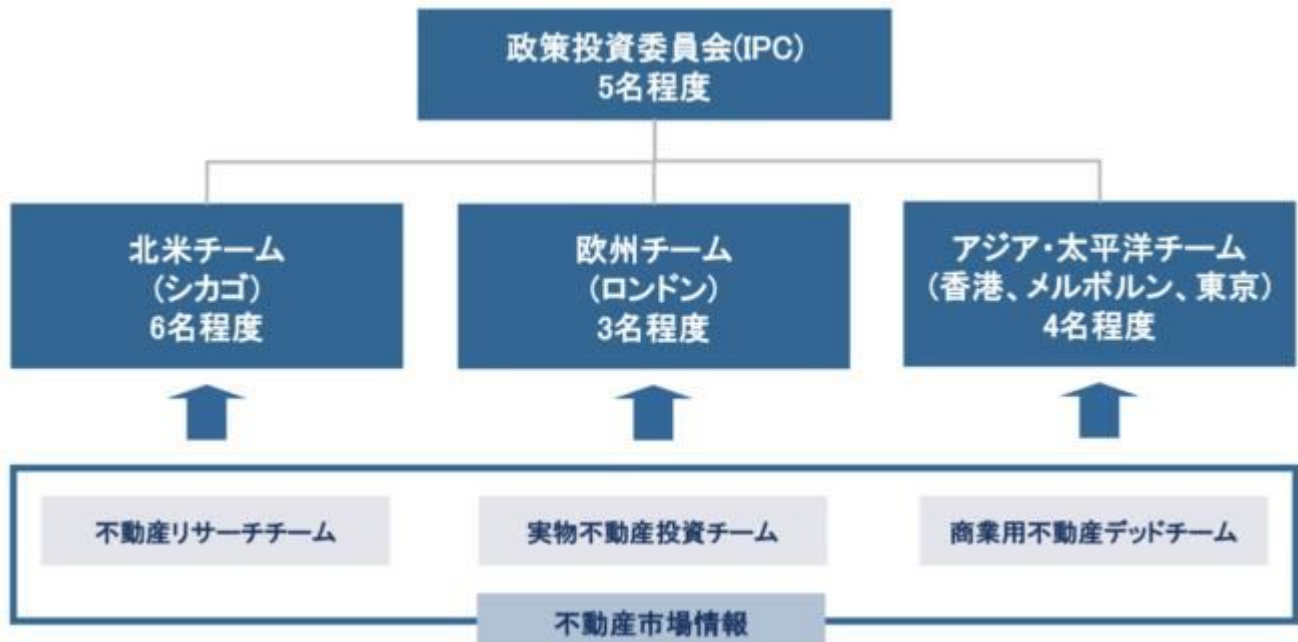 政策投資委員会(IPC)
5名程度
北米チーム
(シカゴ)
6名程度
欧州チーム
(ロンドン)
3名程度
アジア・太平洋チーム
(香港、メルボルン、東京)
4名程度
不動産リサーチチーム
実物不動産投資チーム
商業用不動産デッドチーム
不動産市場情報